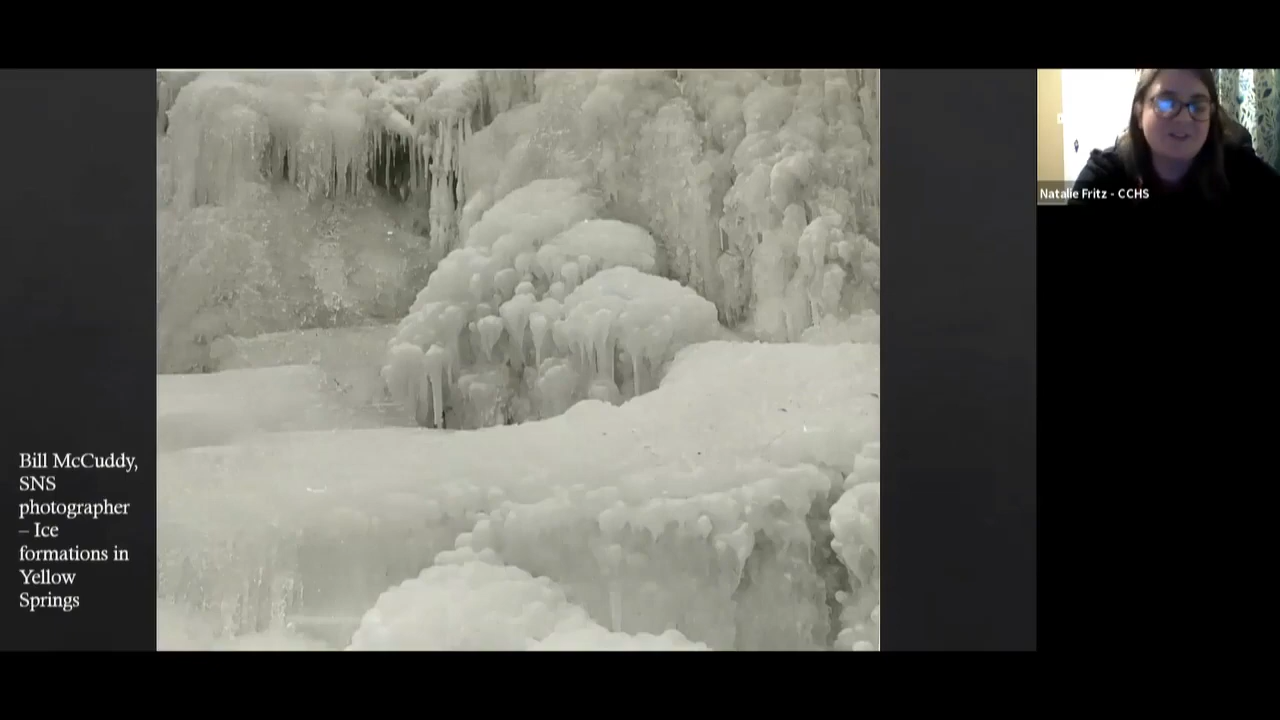 Bill McCuddy,
SNS
photographer
– Ice
formations in
Yellow
Springs
Natalie Fritz - CCHS